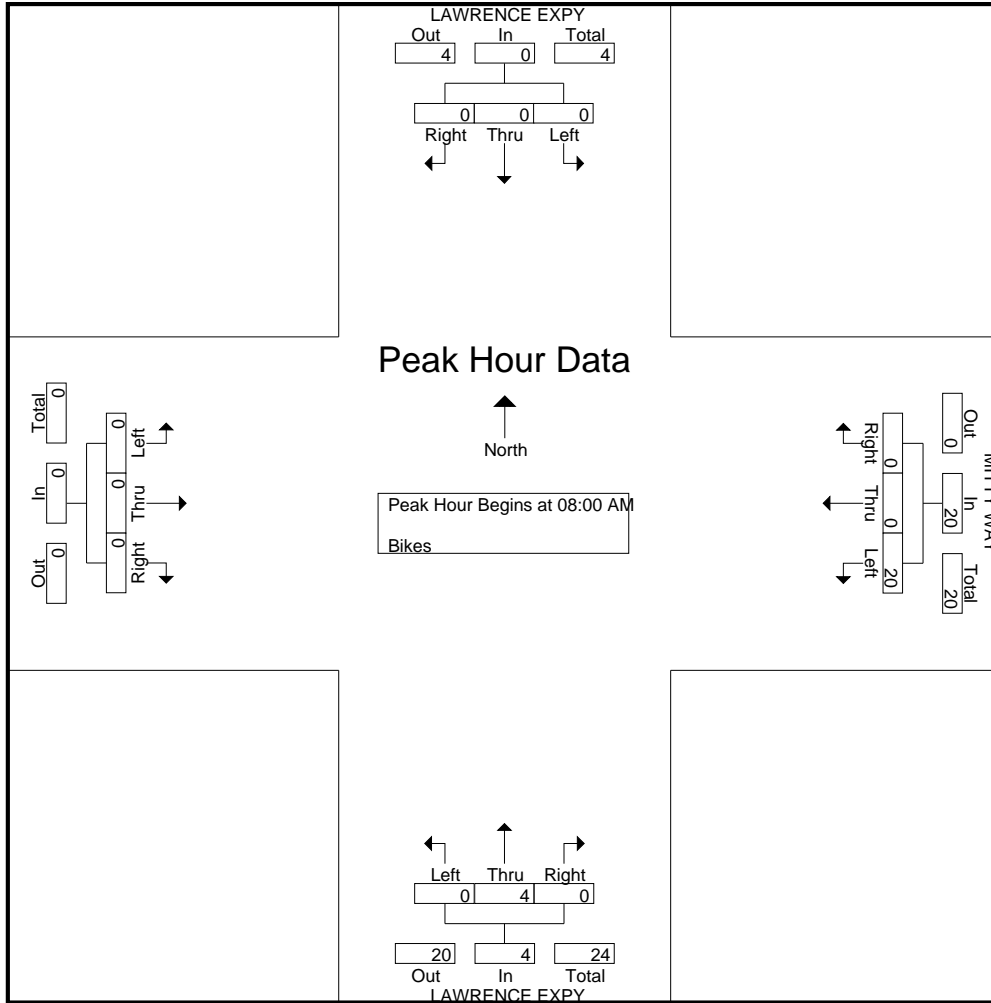 LAWRENCE EXPY
Out In Total
4 0 4
0 0 0
Right Thru Left
Peak Hour Data
North
Peak Hour Begins at 08:00 AM
Bikes
Total 0
In 0
Out 0
Left 0
Thru 0
Right 0
Right 0
Thru 0
Left 20
Out 0
In 20
Total 20
WAY
Left Thru Right
0 4 0
20 4 24
Out In Total
LAWRENCE EXPY